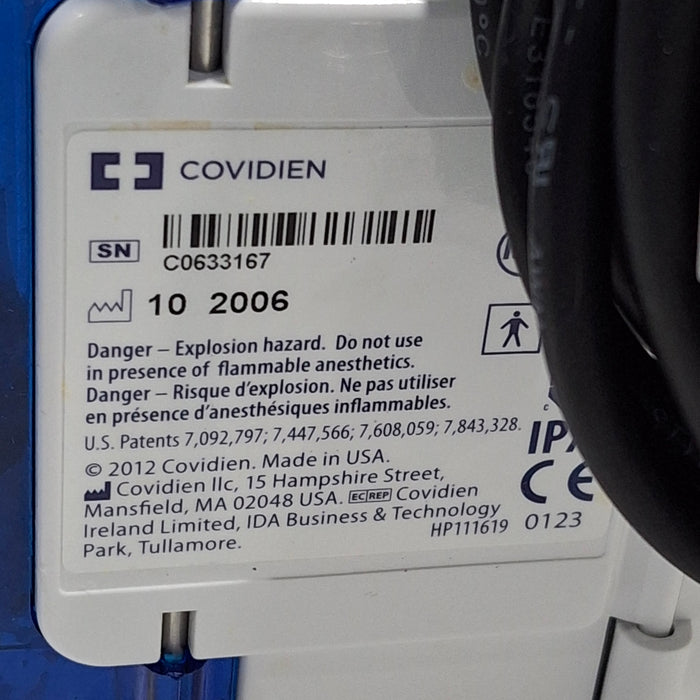 COVIDIEN
SN
C0633167
10 2006
Danger – Explosion hazard. Do not use
in presence of flammable anesthetics.
Danger – Risque d'explosion. Ne pas utiliser
en présence d'anesthésiques inflammables.
U.S. Patents 7,092,797; 7,447,566; 7,608,059; 7,843,328.
© 2012 Covidien. Made in USA.
Covidien llc, 15 Hampshire Street,
Mansfield, MA 02048 USA. EC REP Covidien
Ireland Limited, IDA Business & Technology
Park, Tullamore.
HP111619
IP
CE
0123